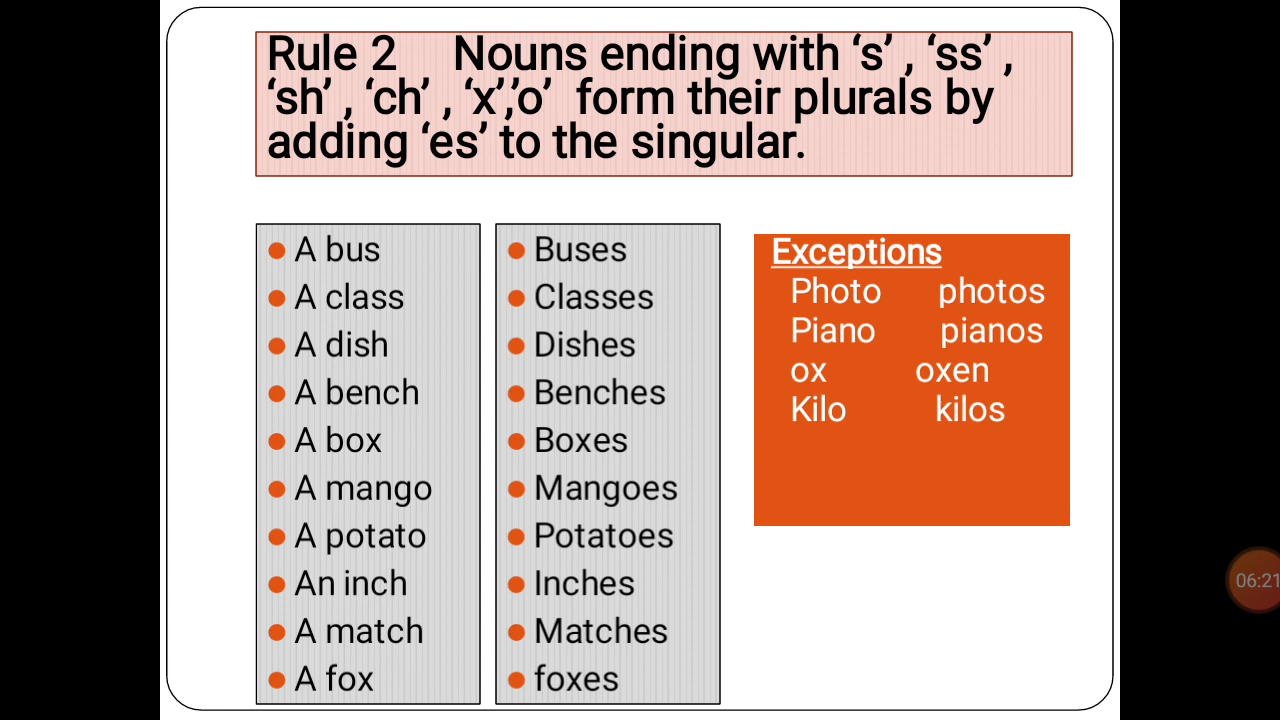 Rule 2 Nouns ending with ‘s’ , ‘ss’ ,
‘sh’ , ‘ch’ , ‘x’,’o’ form their plurals by
adding ‘es’ to the singular.
A bus
A class
A dish
A bench
A box
A mango
A potato
An inch
A match
A fox
Buses
Classes
Dishes
Benches
Boxes
Mangoes
Potatoes
Inches
Matches
foxes
Exceptions
Photo photos
Piano pianos
ox oxen
Kilo kilos
06:21